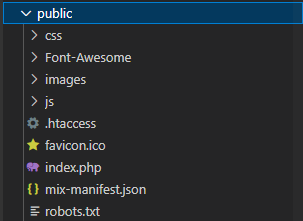 public
css
Font-Awesome
images
js
.htaccess
favicon.ico
index.php
mix-manifest.json
robots.txt